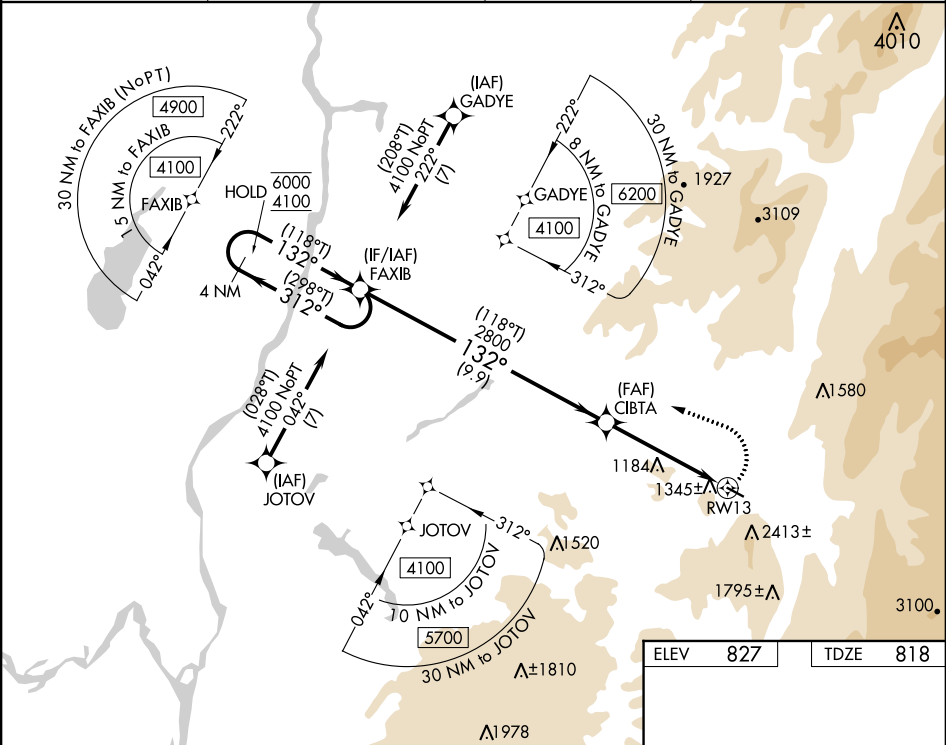 4010
30 NM to FAXIB (NoPT)
4900
222°
15 NM to FAXIB
4100
FAXIB
042°
HOLD
6000
4100
4 NM
(118°T)
132°
(298°T)
312°
(IF/IAF)
FAXIB
(IAF)
GADYE
(208°T)
4100 NoPT
222°
(7)
222°
30 NM to GADYE
8 NM to GADYE
GADYE
4100
6200
312°
1927
3109
(118°T)
2800
132°
(9.9)
(028°T)
4100 NoPT
042°
(7)
(IAF)
JOTOV
(FAF)
CIBTA
1580
1184
1345±
RW13
2413±
1795±
3100
312°
JOTOV
4100
042°
10 NM to JOTOV
5700
30 NM to JOTOV
1520
±1810
1978
ELEV 827
TDZE 818